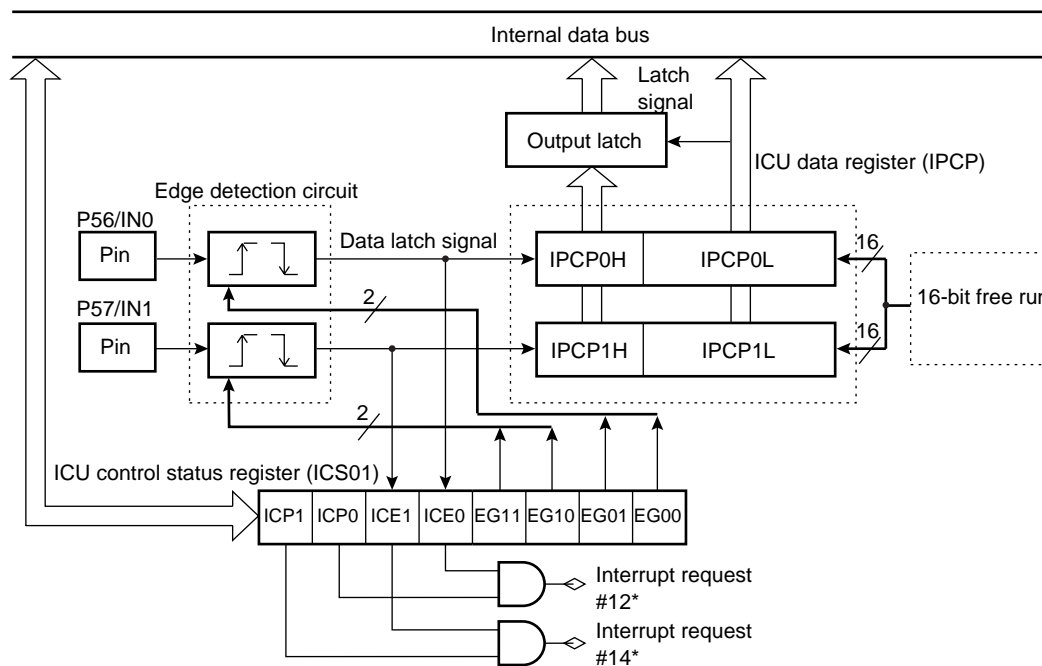 Internal data bus
Latch
signal
Output latch
ICU data register (IPCP)
Edge detection circuit
P56/IN0
Pin
Data latch signal
IPCP0H
IPCP0L
16
16-bit free run
P57/IN1
Pin
2
IPCP1H
IPCP1L
16
2
ICU control status register (ICS01)
ICP1
ICP0
ICE1
ICE0
EG11
EG10
EG01
EG00
Interrupt request
#12*
Interrupt request
#14*